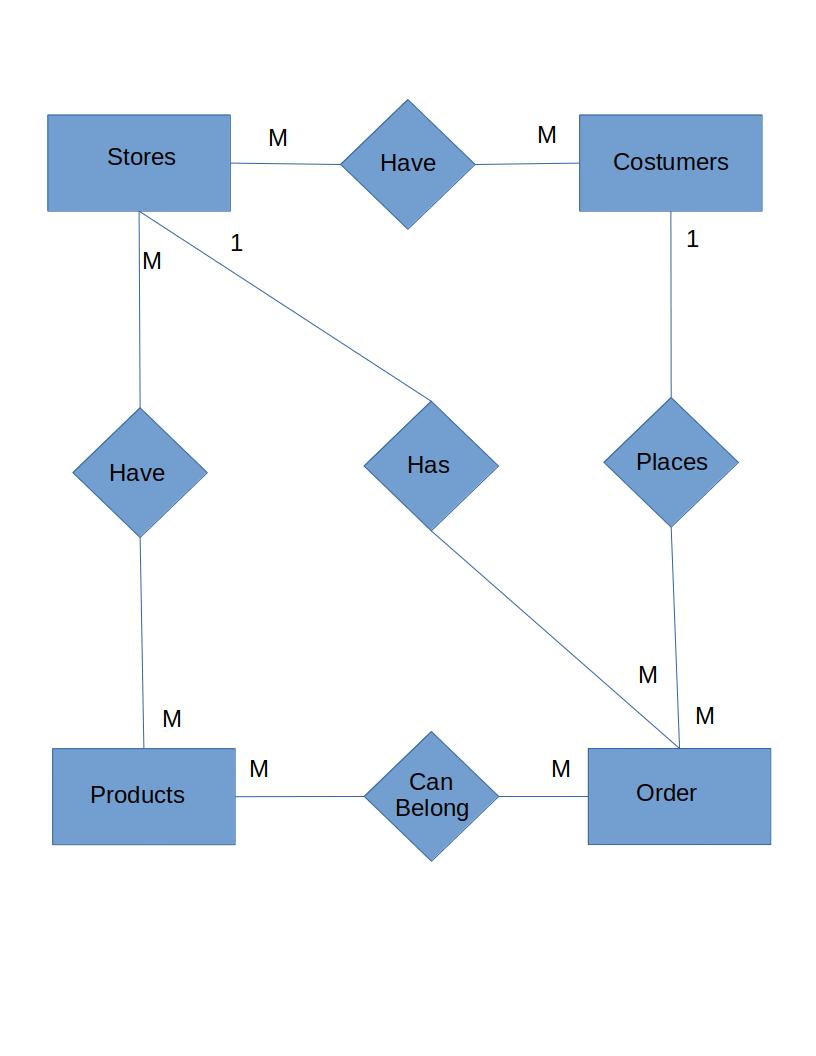 M
M
Stores
Have
Costumers
1
1
M
Have
Has
Places
M
M
M
M
M
Products
Can
Belong
Order